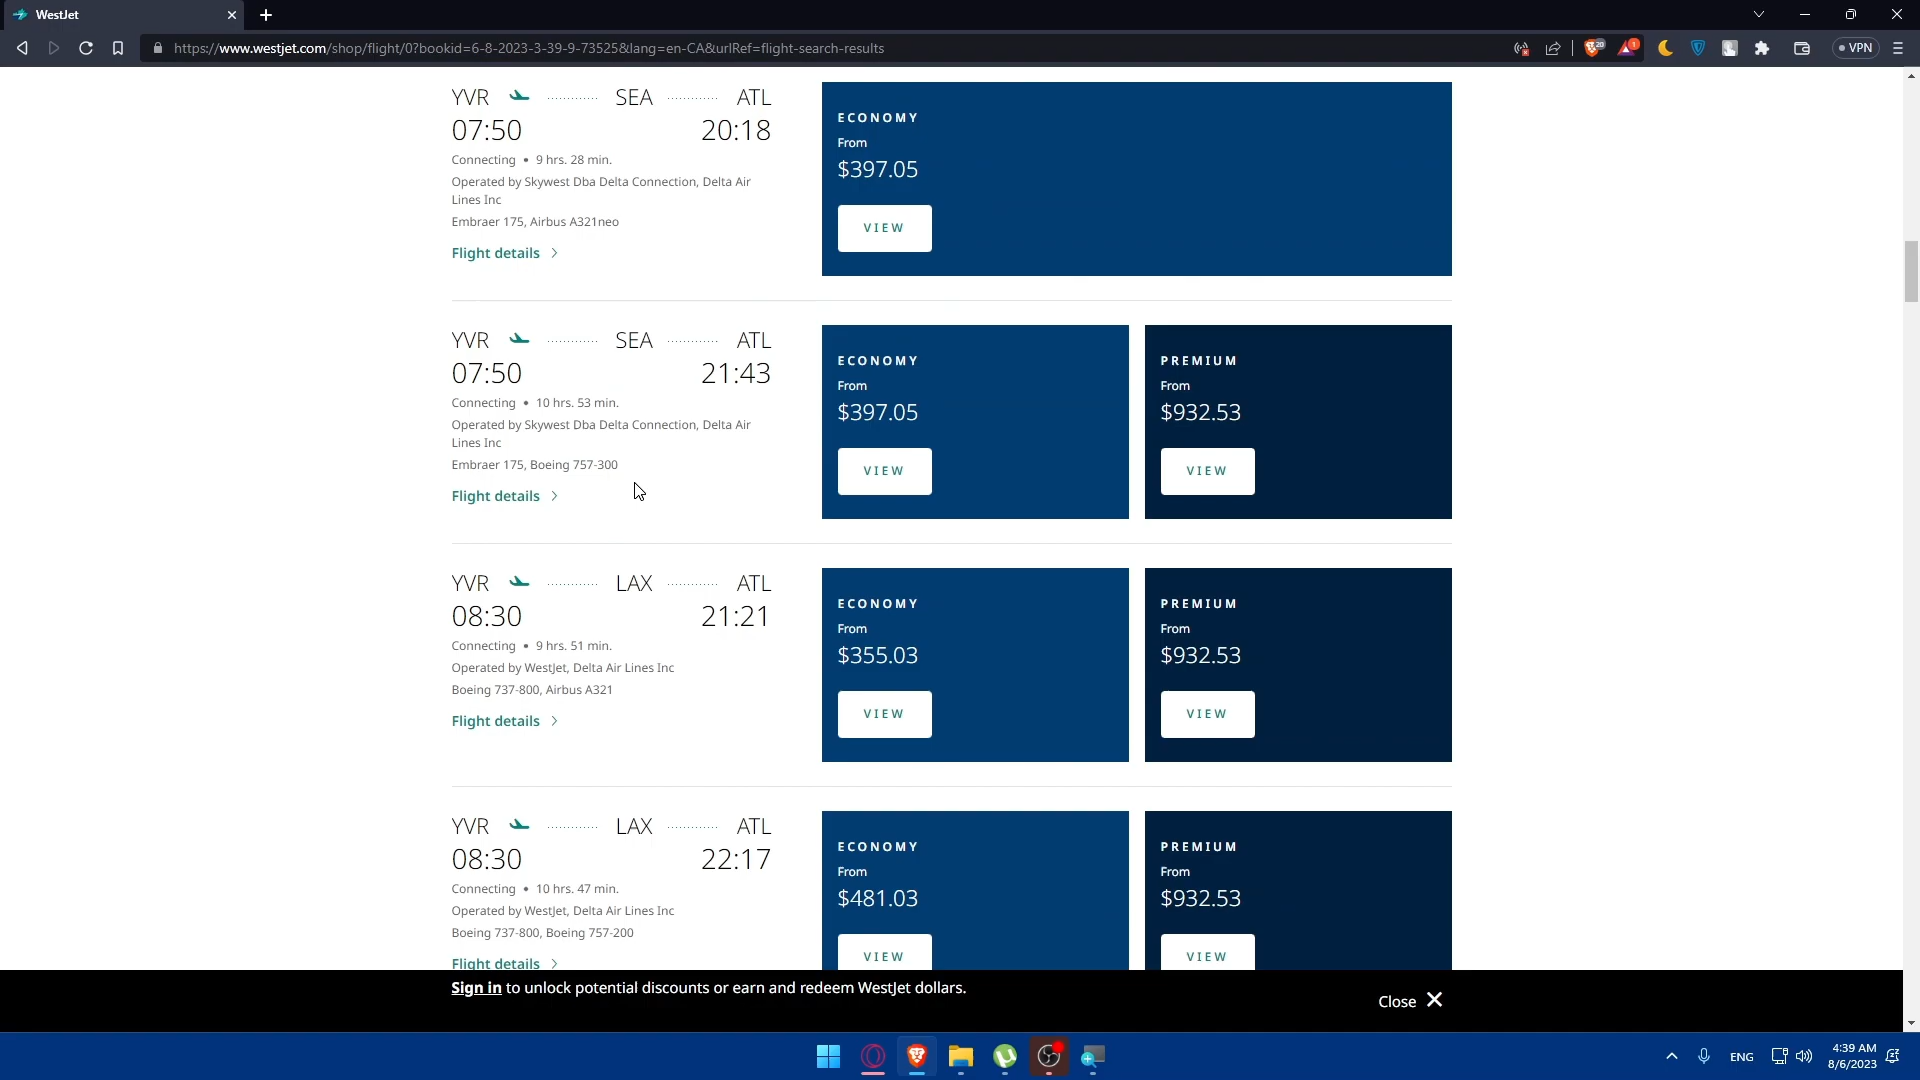 WestJet
https://www.westjet.com/shop/flight/0?bookid=6-8-2023-3-39-9-73525&lang=en-CA&urlRef=flight-search-results
20
1
VPN
YVR SEA ATL
07:50 20:18
Connecting • 9 hrs. 28 min.
Operated by Skywest Dba Delta Connection, Delta Air
Lines Inc
Embraer 175, Airbus A321neo
Flight details
ECONOMY
From
$397.05
VIEW
YVR SEA ATL
07:50 21:43
Connecting • 10 hrs. 53 min.
Operated by Skywest Dba Delta Connection, Delta Air
Lines Inc
Embraer 175, Boeing 757-300
Flight details
ECONOMY
From
$397.05
VIEW
PREMIUM
From
$932.53
VIEW
YVR LAX ATL
08:30 21:21
Connecting • 9 hrs. 51 min.
Operated by WestJet, Delta Air Lines Inc
Boeing 737-800, Airbus A321
Flight details
ECONOMY
From
$355.03
VIEW
PREMIUM
From
$932.53
VIEW
YVR LAX ATL
08:30 22:17
Connecting • 10 hrs. 47 min.
Operated by WestJet, Delta Air Lines Inc
Boeing 737-800, Boeing 757-200
Flight details
ECONOMY
From
$481.03
VIEW
PREMIUM
From
$932.53
VIEW
Sign in to unlock potential discounts or earn and redeem WestJet dollars.
Close
ENG
4:39 AM
8/6/2023